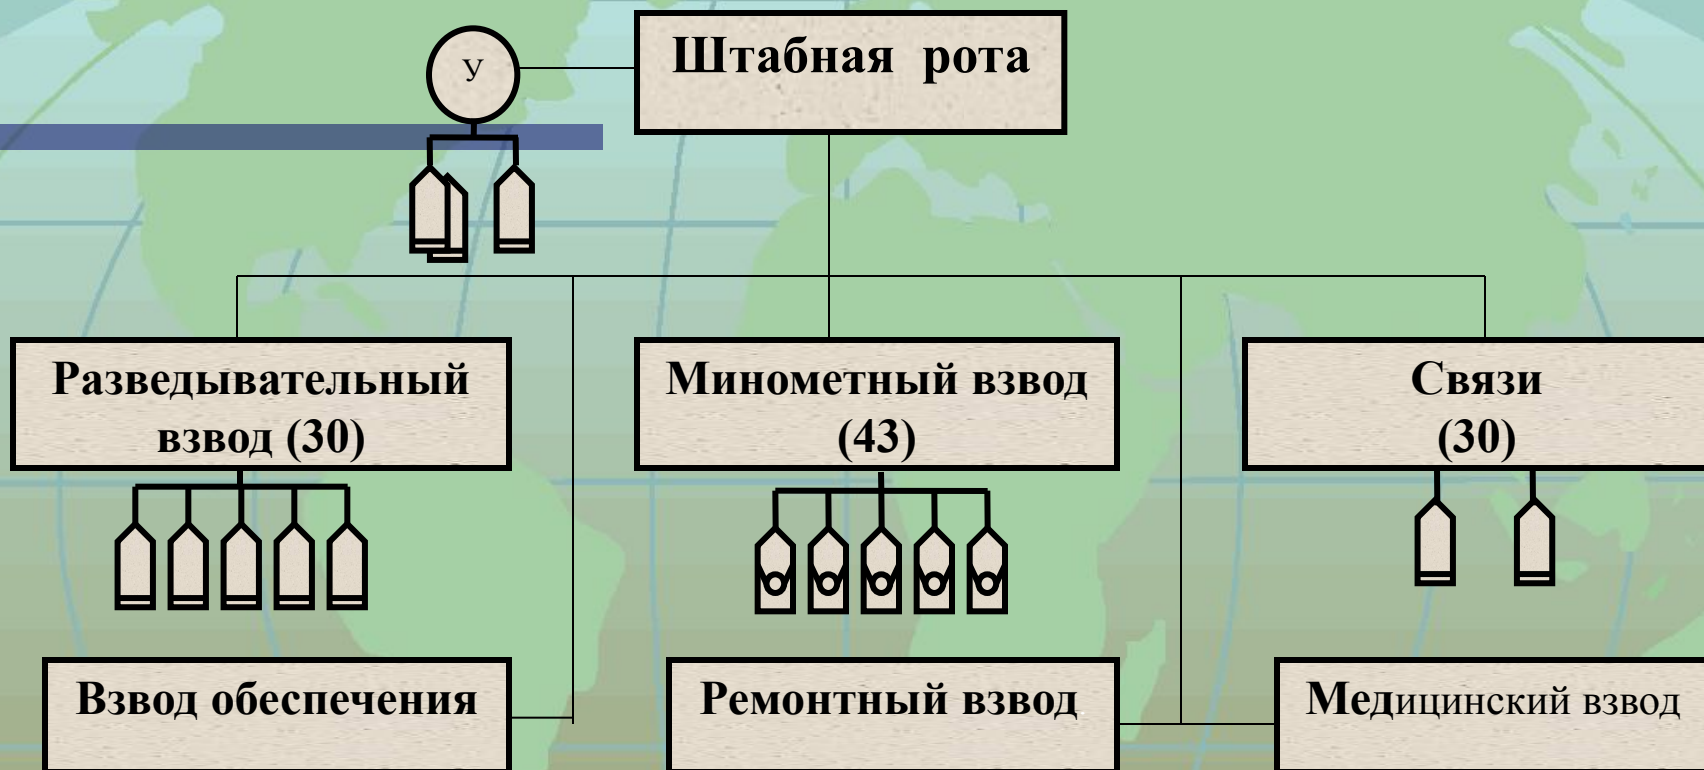 У
Штабная рота
Разведывательный
взвод (30)
Минометный взвод
(43)
Связи
(30)
Взвод обеспечения
Ремонтный взвод
Медицинский взвод